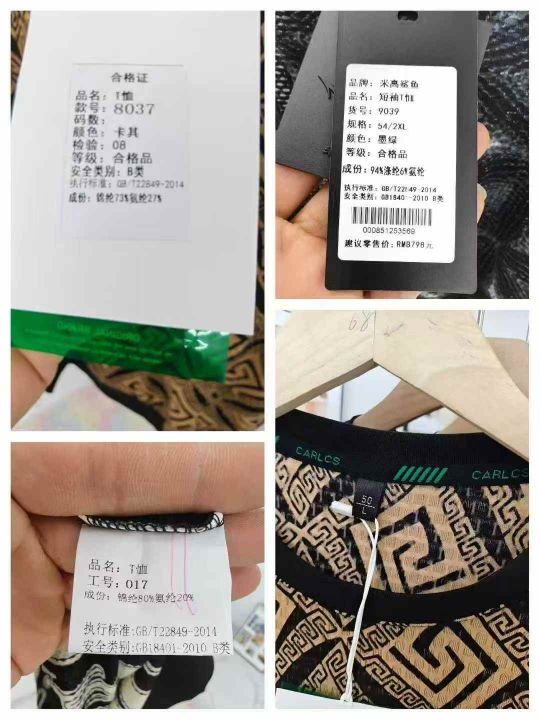 合格证
品名: T恤
款号: 8037
码数:
颜色: 卡其
检验: 08
等级: 合格品
安全类别: B类
执行标准: GB/T22849-2014
成份: 锦纶73%氨纶27%
品牌: 米高鲨鱼
品名: 短袖T恤
货号: 9039
规格: 54/2XL
颜色: 墨绿
等级: 合格品
成份: 94%涤纶6%氨纶
执行标准: GB/T22849-2014
安全类别: GB18401-2010 B类
000851253569
建议零售价: RMB798元
品名: T恤
工号: 017
成份: 锦纶80%氨纶20%
执行标准:GB/T22849-2014
安全类别:GB18401-2010 B类
68
CARLCS
CARLCS
50
L